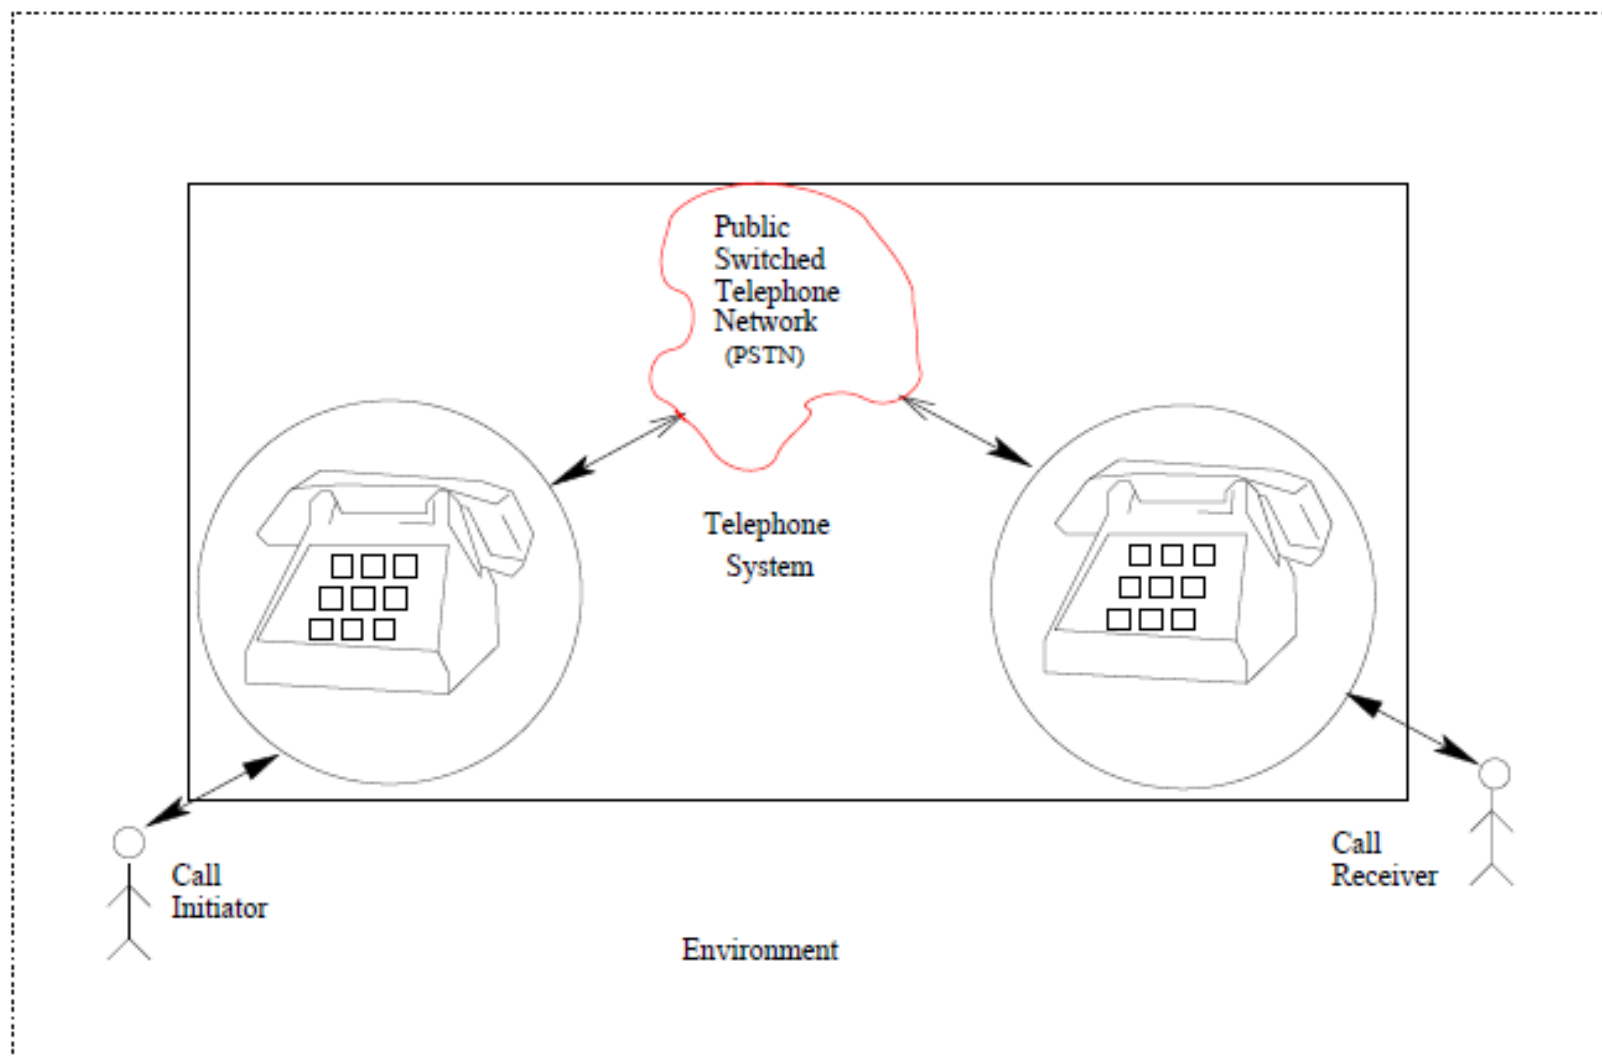 Public
Switched
Telephone
Network
(PSTN)
Telephone
System
Call
Initiator
Call
Receiver
Environment